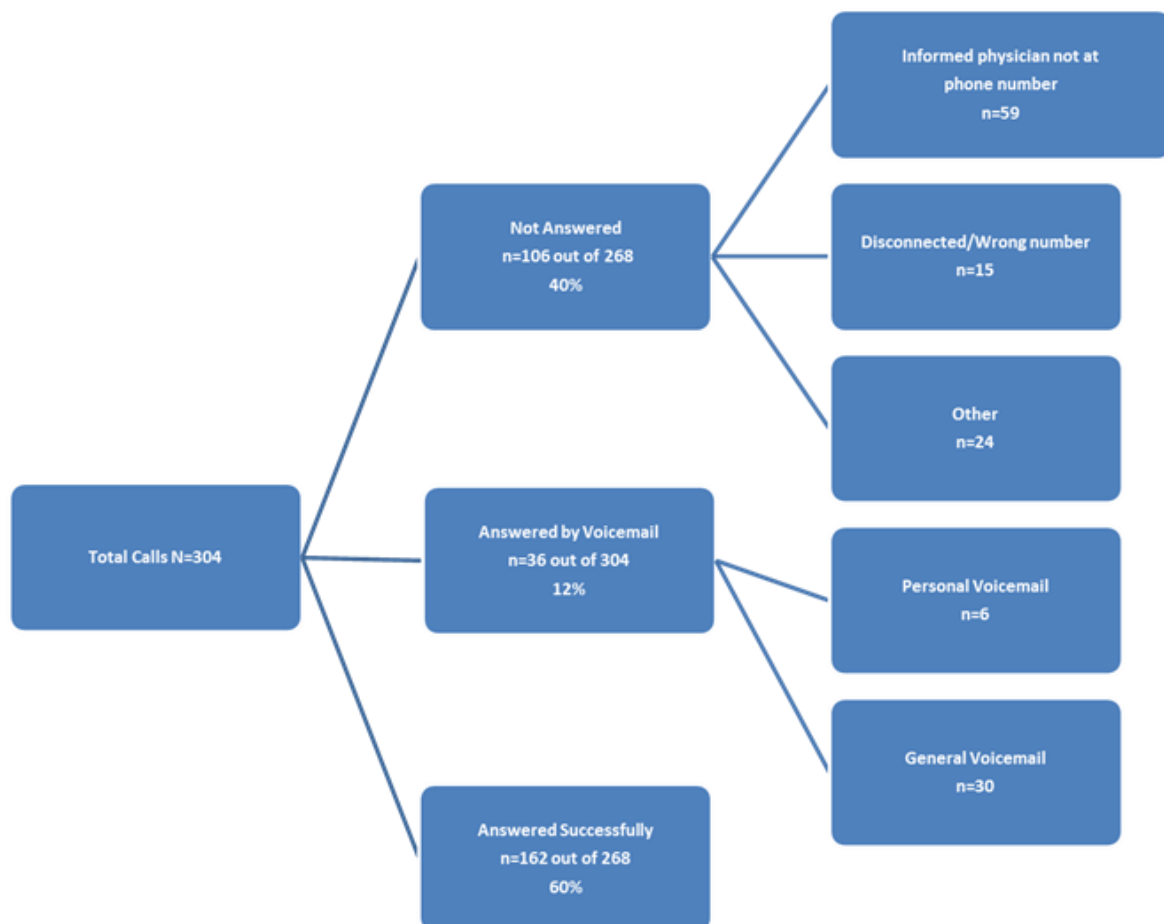 Informed physician not at
phone number
n=59
Not Answered
n=106 out of 268
40%
Disconnected/Wrong number
n=15
Other
n=24
Total Calls N=304
Answered by Voicemail
n=36 out of 304
12%
Personal Voicemail
n=6
General Voicemail
n=30
Answered Successfully
n=162 out of 268
60%